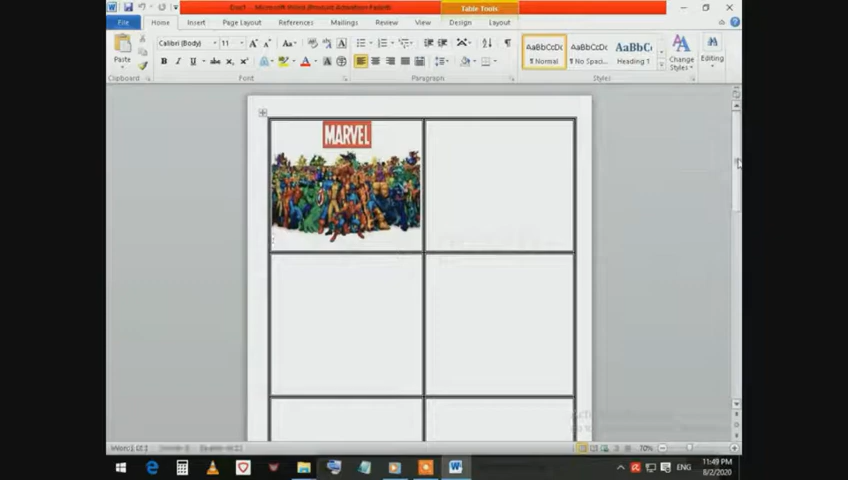 Table Tools
File Home Insert Page Layout References Mailings Review View Design Layout
Calibri (Body) 11
Paste
AaBbCcDc AaBbCcDc AaBbC
¶ Normal ¶ No Spaci... Heading 1
Change Styles
Editing
Clipboard Font Paragraph Styles
MARVEL
70%
ENG
11:49 PM
8/2/2020